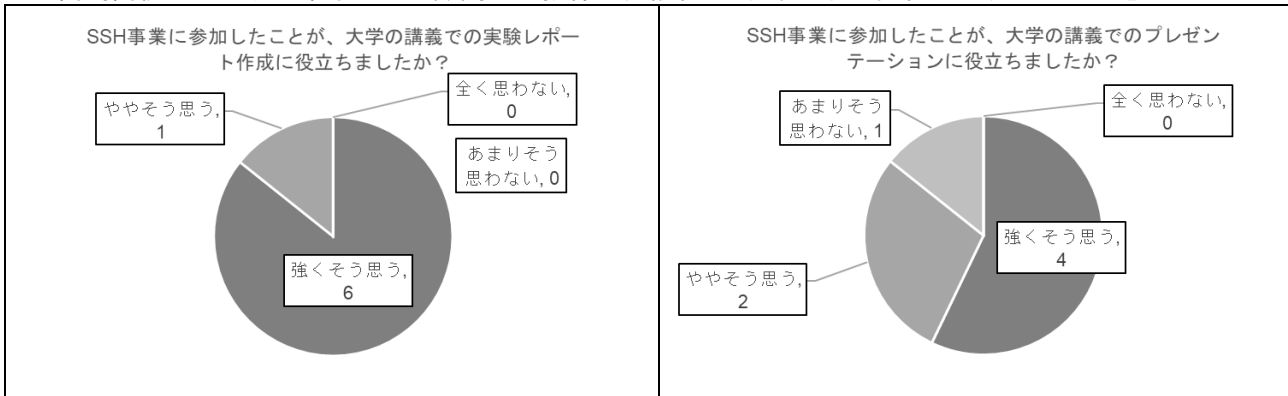 SSH事業に参加したことが、大学の講義での実験レポー
ト作成に役立ちましたか？
全く思わない,
0
ややそう思う,
1
あまりそう
思わない, 0
強くそう思う,
6
SSH事業に参加したことが、大学の講義でのプレゼン
テーションに役立ちましたか？
全く思わない,
0
あまりそう
思わない, 1
強くそう思う,
4
ややそう思う,
2